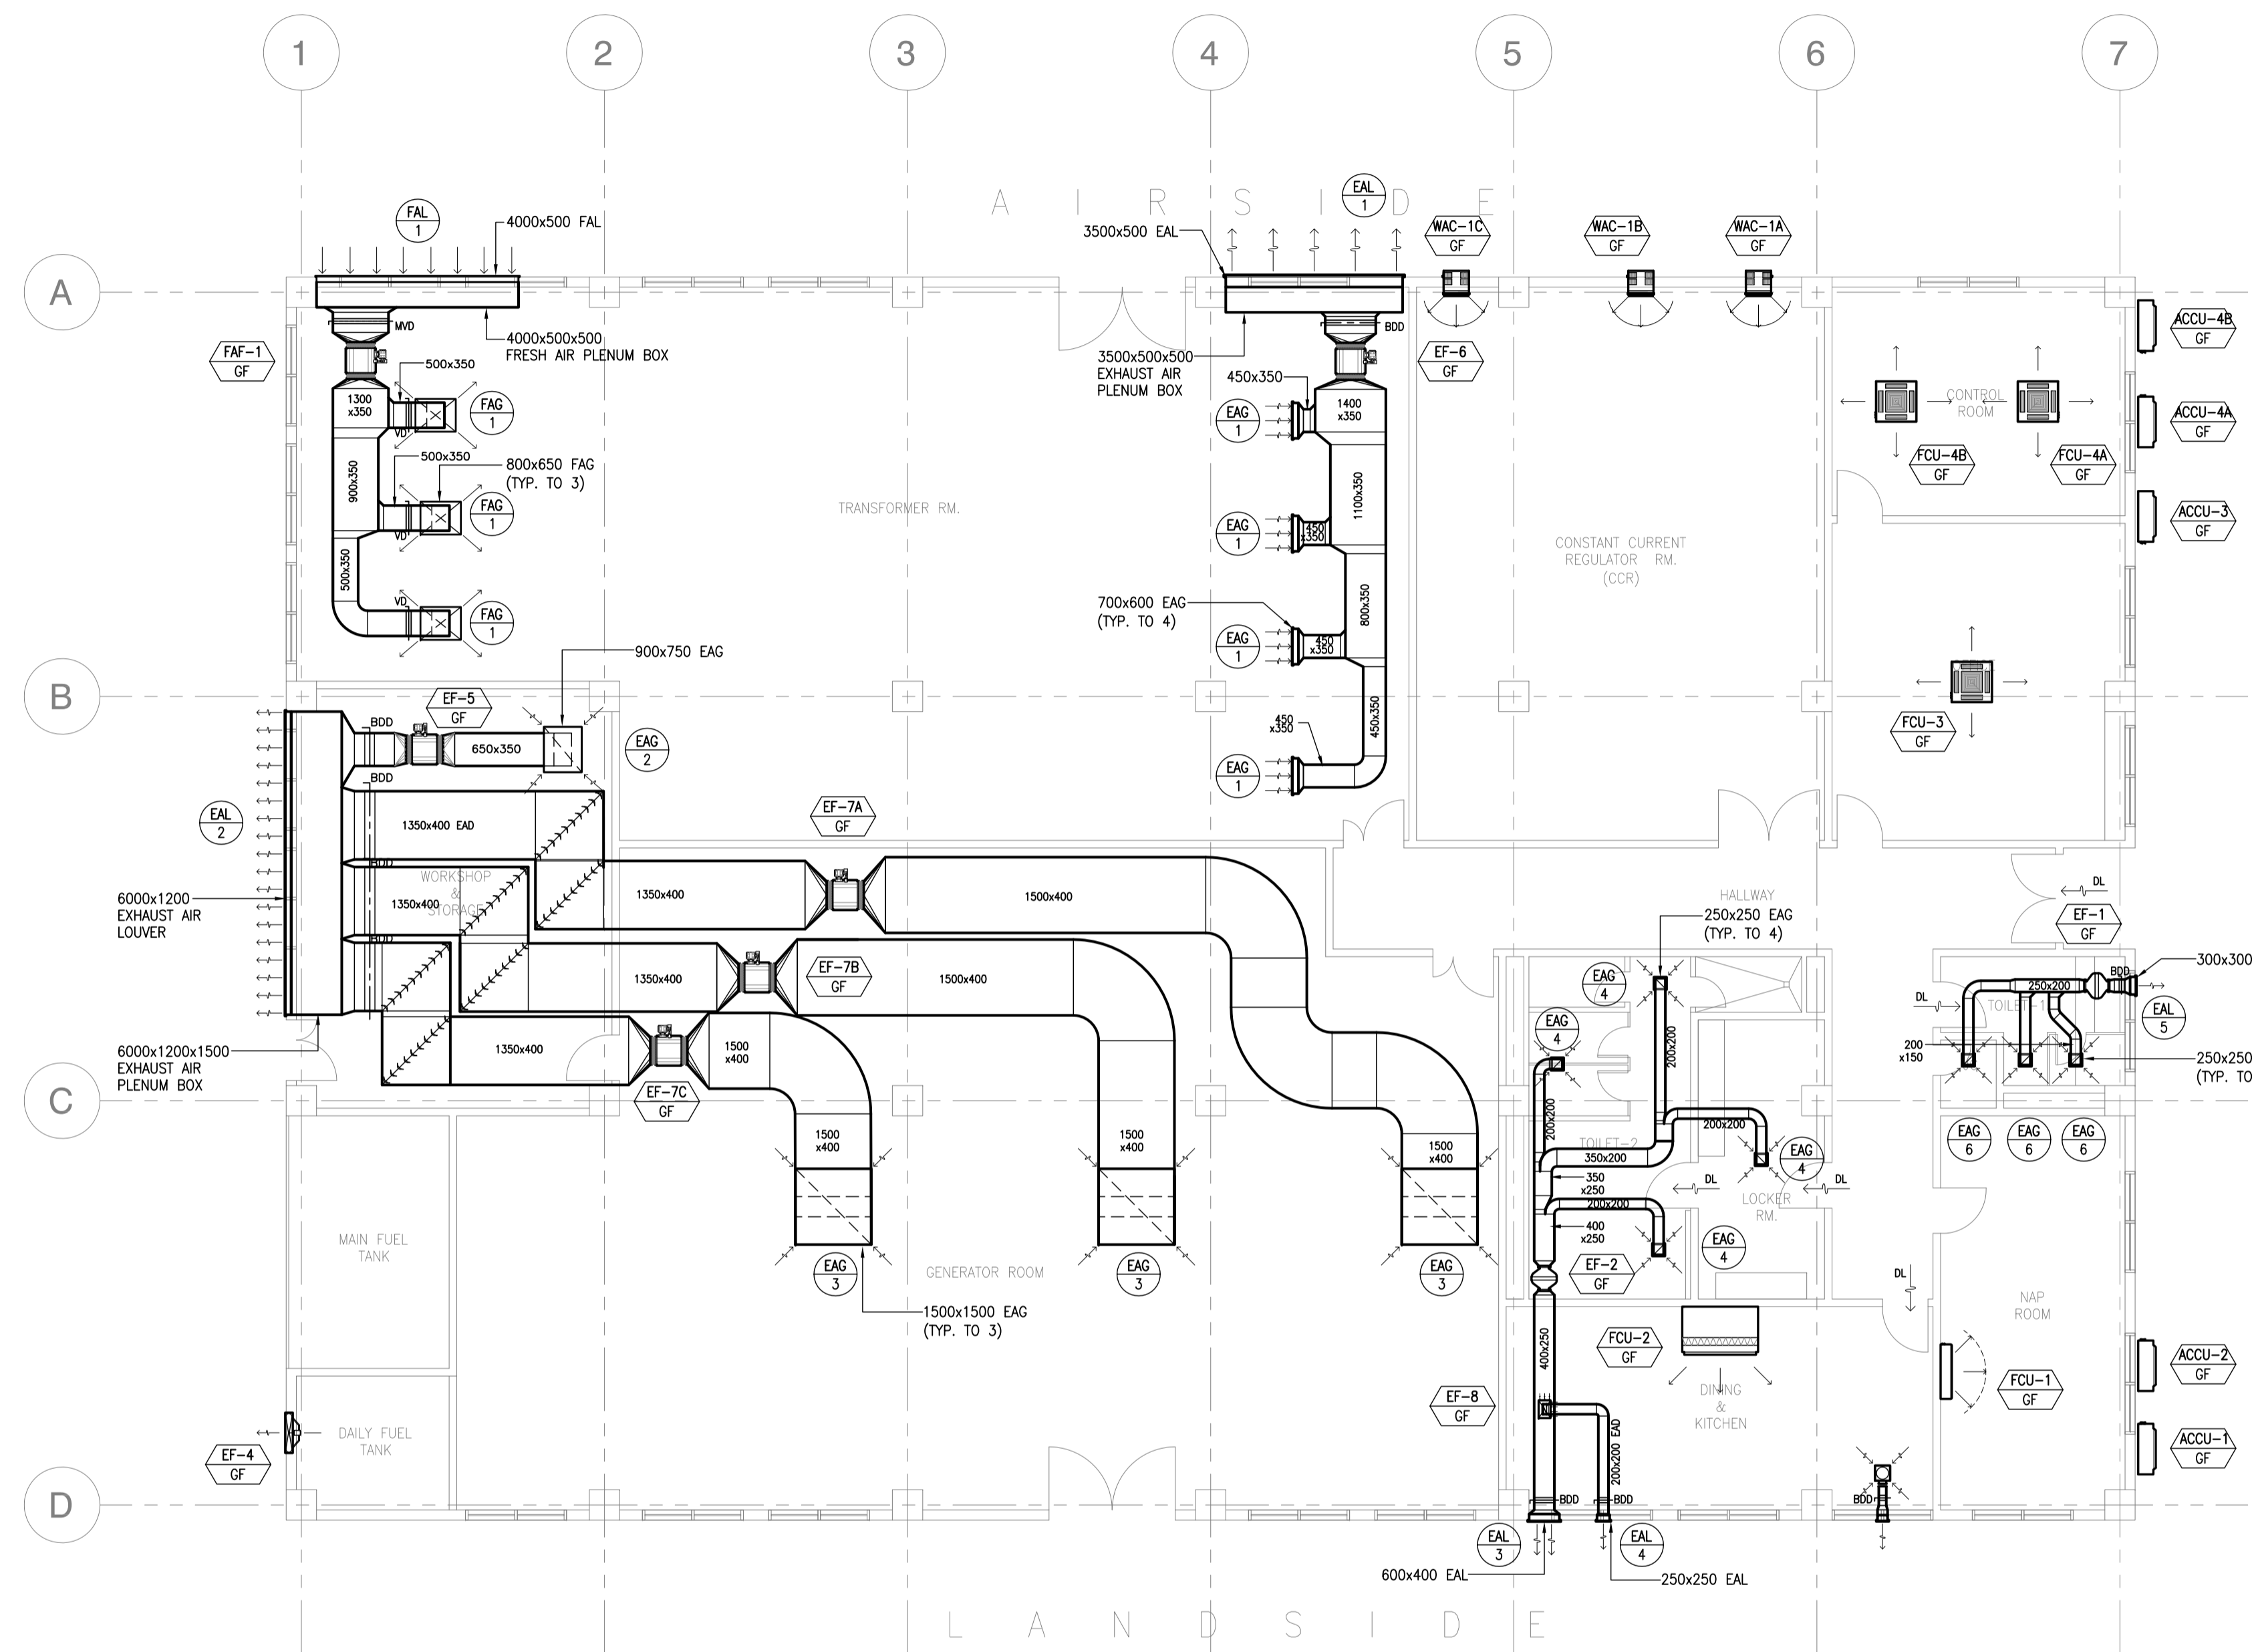 1
2
3
4
5
6
7
A
B
C
D
A I R S I D E
FAL
1
4000x500 FAL
MVD
4000x500x500
FRESH AIR PLENUM BOX
FAF-1
GF
500x350
1300
x350
FAG
1
VD
900x350
500x350
800x650 FAG
(TYP. TO 3)
FAG
1
VD
500x350
VD
FAG
1
TRANSFORMER RM.
EAL
1
3500x500 EAL
BDD
3500x500x500
EXHAUST AIR
PLENUM BOX
EF-6
GF
450x350
1400
x350
EAG
1
1100x350
EAG
1
450
x350
700x600 EAG
(TYP. TO 4)
800x350
EAG
1
450
x350
450x350
450
x350
EAG
1
WAC-1C
GF
WAC-1B
GF
WAC-1A
GF
CONSTANT CURRENT
REGULATOR RM.
(CCR)
CONTROL
ROOM
FCU-4B
GF
FCU-4A
GF
ACCU-4B
GF
ACCU-4A
GF
ACCU-3
GF
FCU-3
GF
900x750 EAG
EF-5
GF
BDD
650x350
EAG
2
BDD
EAL
2
1350x400 EAD
EF-7A
GF
BDD
WORKSHOP
&
STORAGE
1350x400
1350x400
1500x400
6000x1200
EXHAUST AIR
LOUVER
BDD
1350x400
EF-7B
GF
1500x400
6000x1200x1500
EXHAUST AIR
PLENUM BOX
1350x400
1500
x400
EF-7C
GF
1500
x400
1500
x400
1500
x400
EAG
3
EAG
3
EAG
3
GENERATOR ROOM
1500x1500 EAG
(TYP. TO 3)
MAIN FUEL
TANK
DAILY FUEL
TANK
EF-4
GF
HALLWAY
DL
250x250 EAG
(TYP. TO 4)
EF-1
GF
300x300
BDD
250x200
DL
TOILET-1
EAL
5
200
x150
250x250
(TYP. TO
EAG
6
EAG
6
EAG
6
EAG
4
EAG
4
200x200
200x200
200x200
TOILET-2
350x200
EAG
4
350
x250
DL
DL
200x200
LOCKER
RM.
400
x250
EAG
4
EF-2
GF
DL
NAP
ROOM
FCU-2
GF
400x250
EF-8
GF
DINING
&
KITCHEN
FCU-1
GF
ACCU-2
GF
ACCU-1
GF
200x200 EAD
BDD
BDD
BDD
EAL
3
EAL
4
600x400 EAL
250x250 EAL
L A N D S I D E